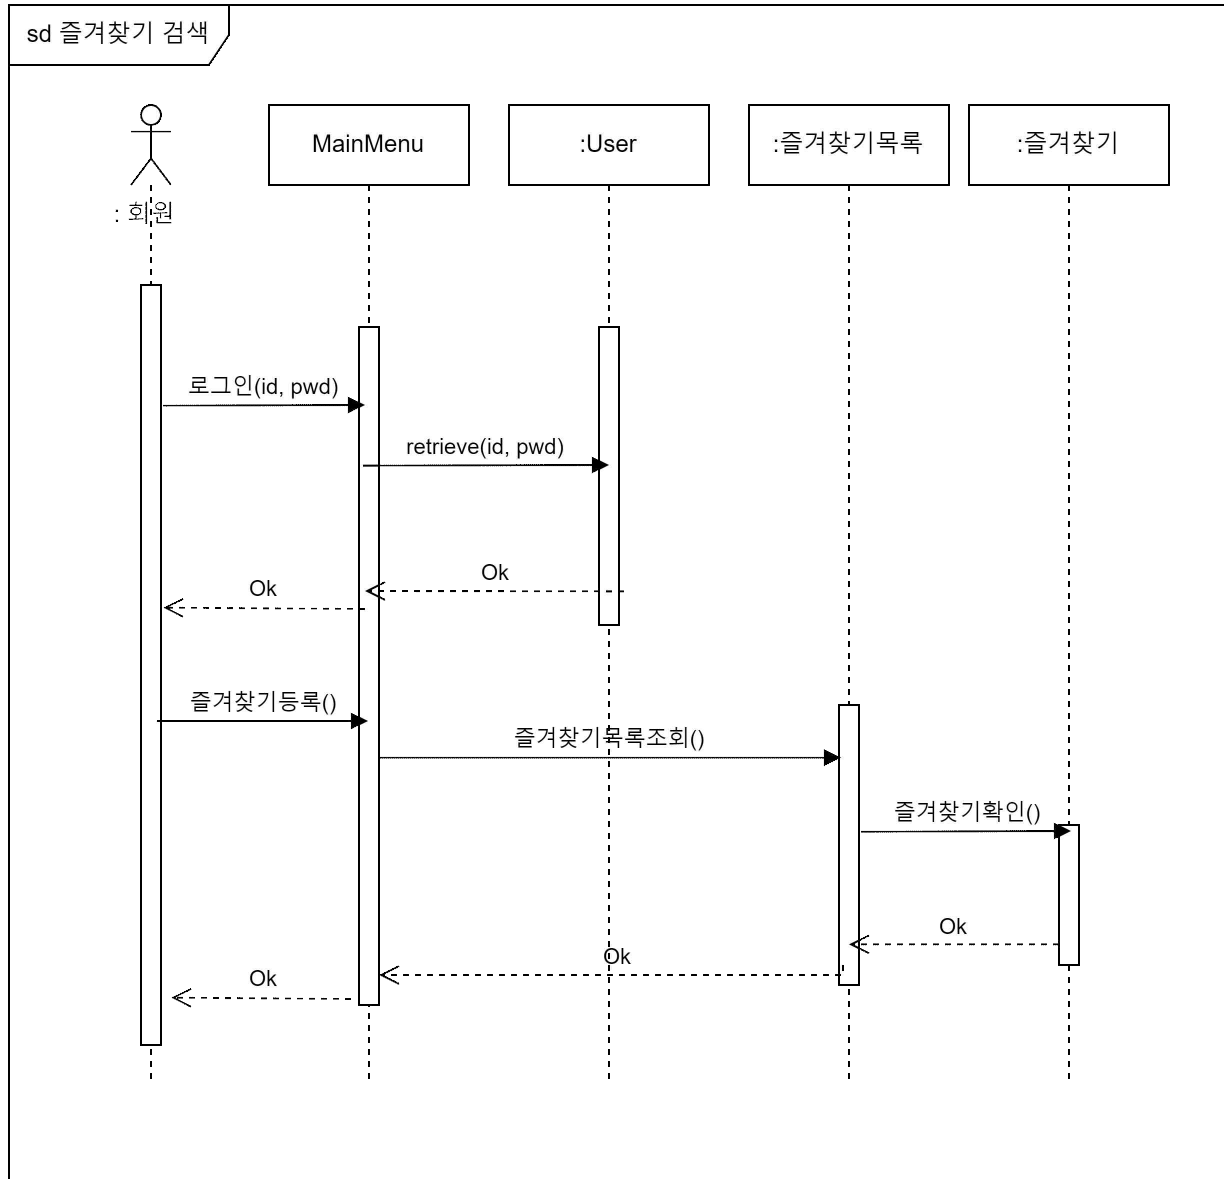 sd 즐겨찾기 검색
: 회원
MainMenu
:User
:즐겨찾기목록
:즐겨찾기
로그인(id, pwd)
retrieve(id, pwd)
Ok
Ok
즐겨찾기등록()
즐겨찾기목록조회()
즐겨찾기확인()
Ok
Ok
Ok